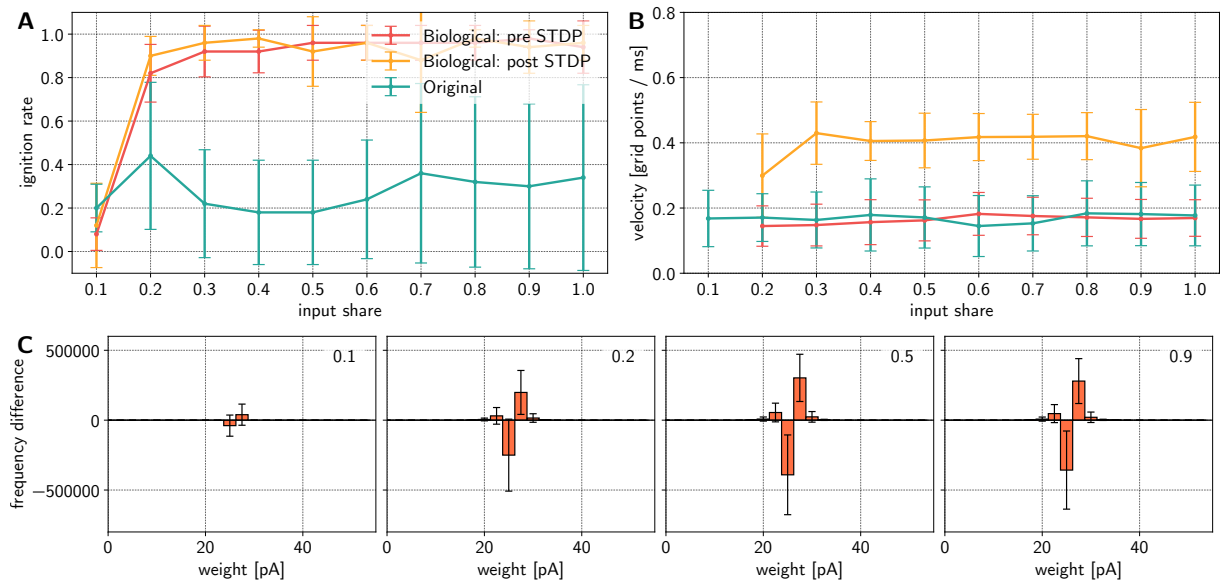 A
ignition rate
1.0
0.8
0.6
0.4
0.2
0.0
Biological: pre STDP
Biological: post STDP
Original
0.1 0.2 0.3 0.4 0.5 0.6 0.7 0.8 0.9 1.0
input share
B
velocity [grid points / ms]
0.8
0.6
0.4
0.2
0.0
0.1 0.2 0.3 0.4 0.5 0.6 0.7 0.8 0.9 1.0
input share
C
frequency difference
500000
0
−500000
0.1
0 20 40
weight [pA]
0.2
0 20 40
weight [pA]
0.5
0 20 40
weight [pA]
0.9
0 20 40
weight [pA]